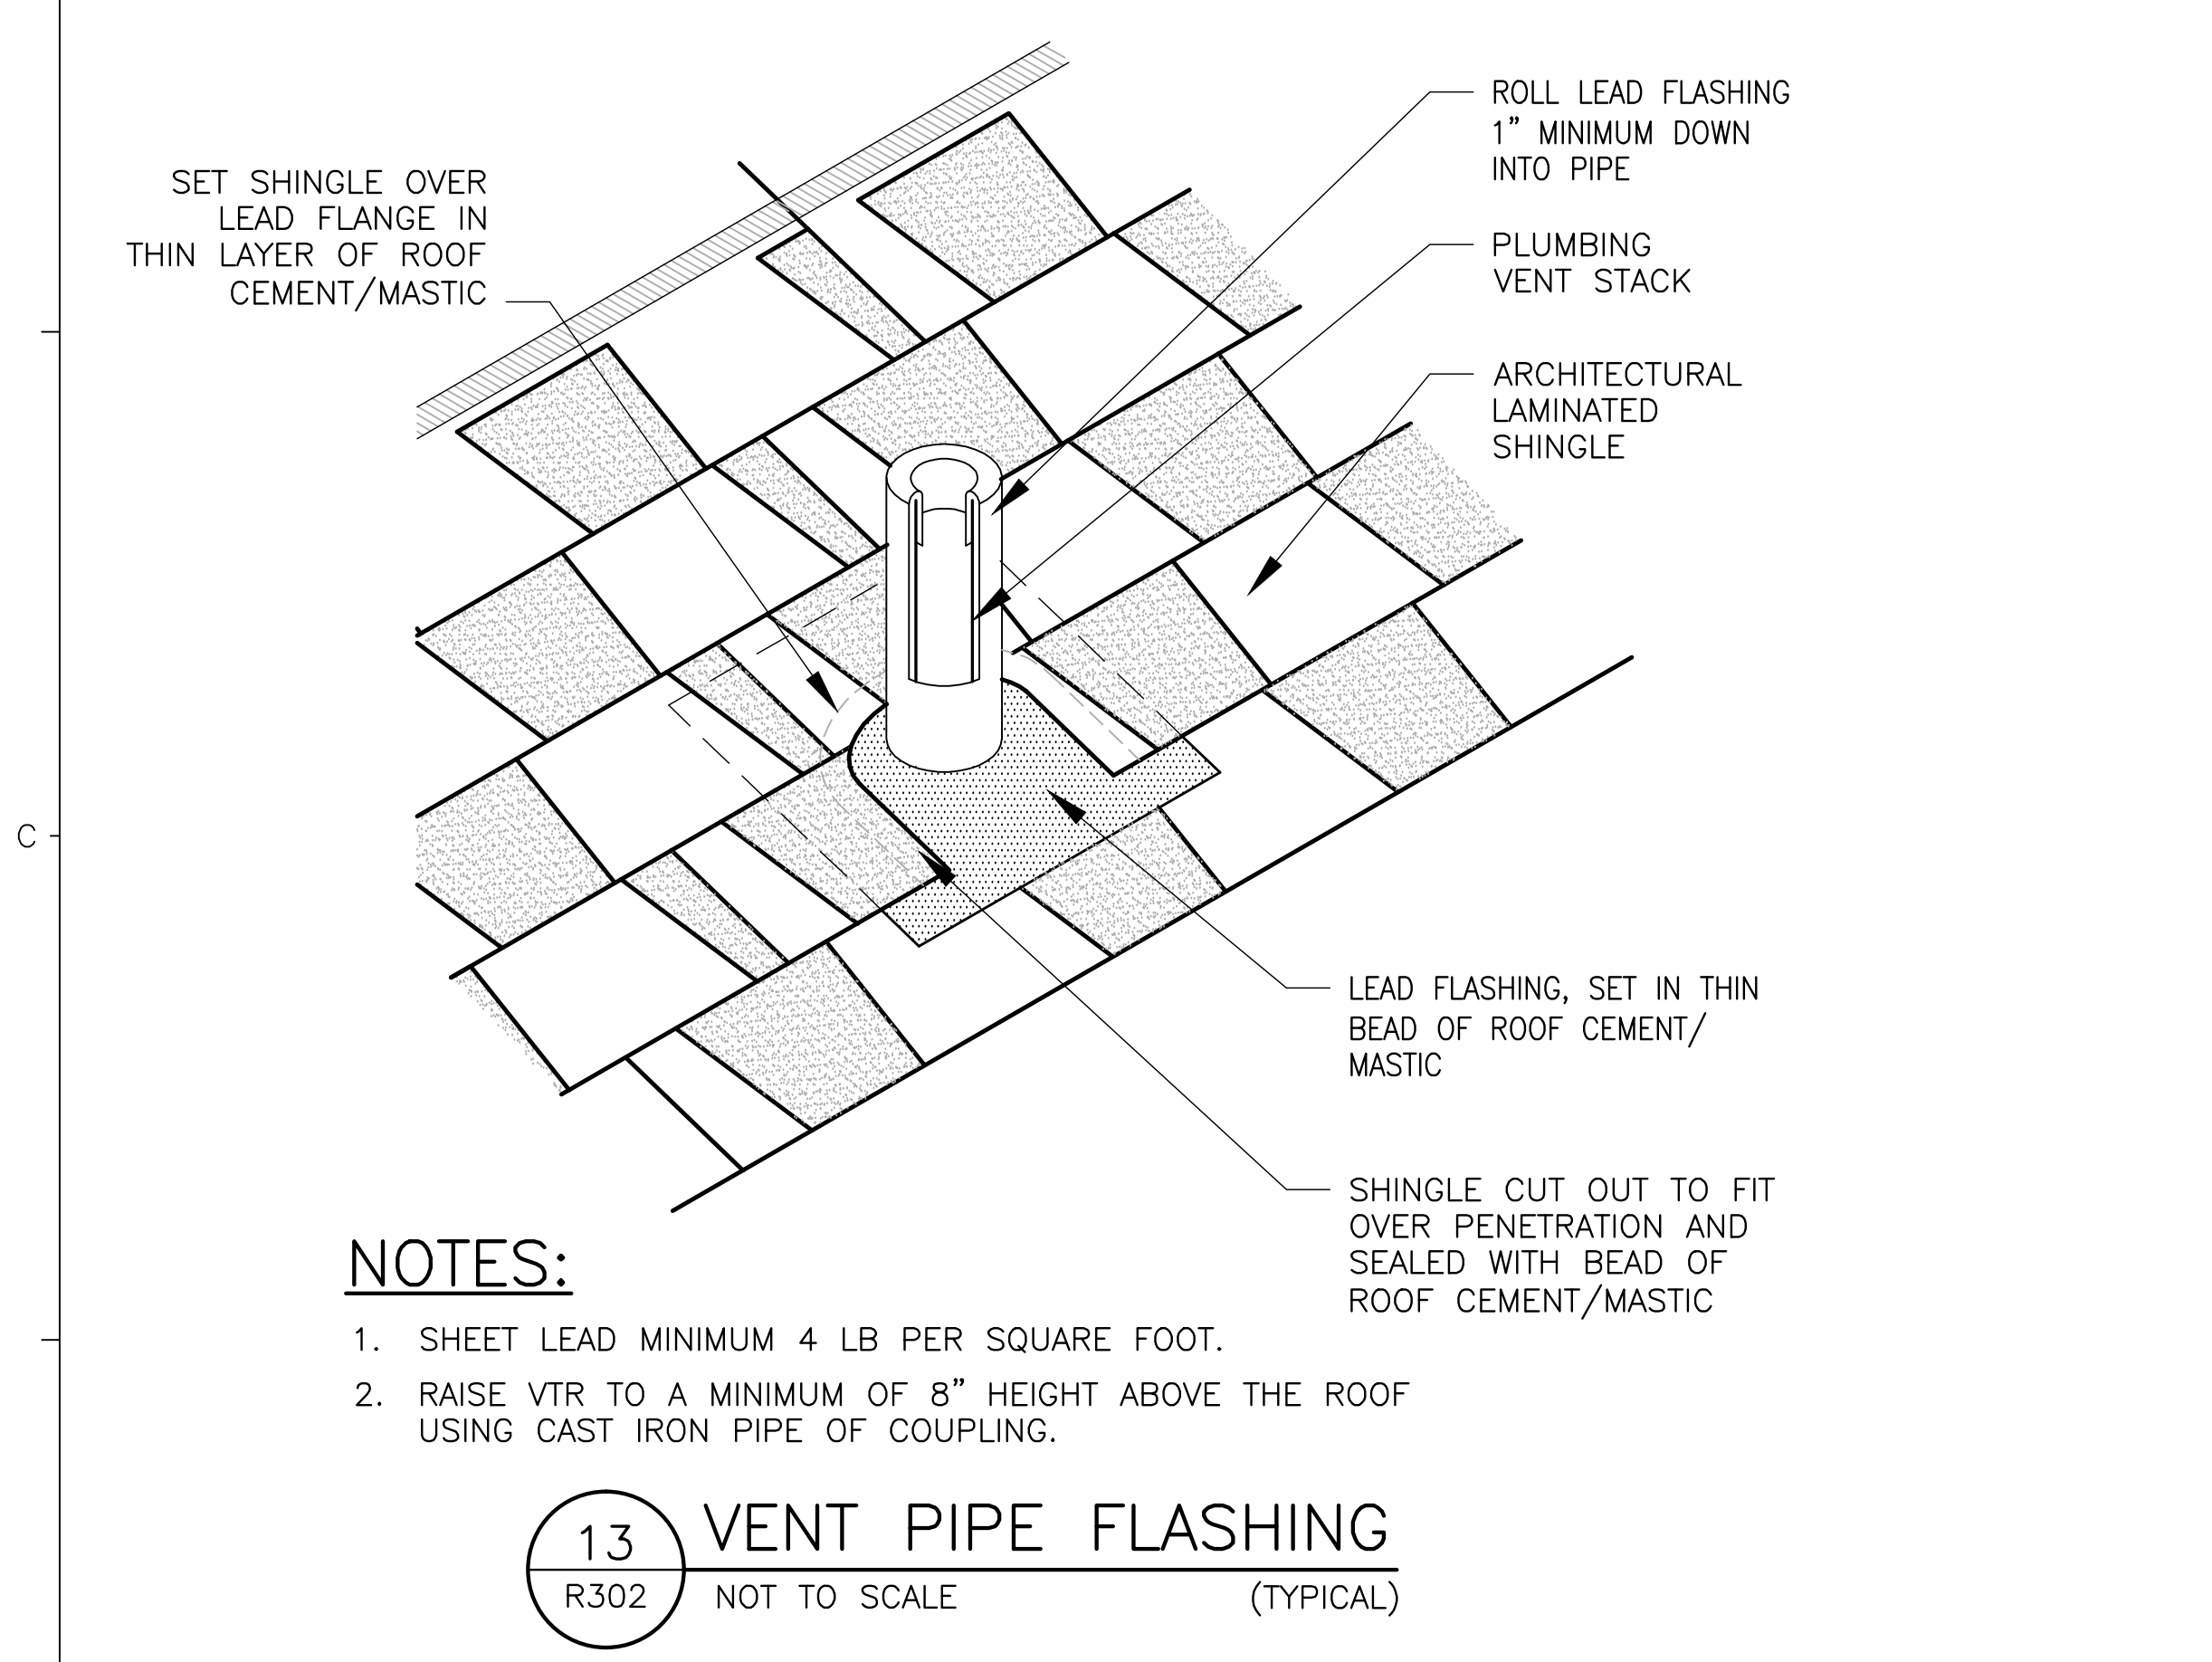 SET SHINGLE OVER
LEAD FLANGE IN
THIN LAYER OF ROOF
CEMENT/MASTIC
ROLL LEAD FLASHING
1" MINIMUM DOWN
INTO PIPE
PLUMBING
VENT STACK
ARCHITECTURAL
LAMINATED
SHINGLE
C
LEAD FLASHING, SET IN THIN
BEAD OF ROOF CEMENT/
MASTIC
SHINGLE CUT OUT TO FIT
OVER PENETRATION AND
SEALED WITH BEAD OF
ROOF CEMENT/MASTIC
NOTES:
1. SHEET LEAD MINIMUM 4 LB PER SQUARE FOOT.
2. RAISE VTR TO A MINIMUM OF 8" HEIGHT ABOVE THE ROOF
USING CAST IRON PIPE OF COUPLING.
13
R302
VENT PIPE FLASHING
NOT TO SCALE (TYPICAL)